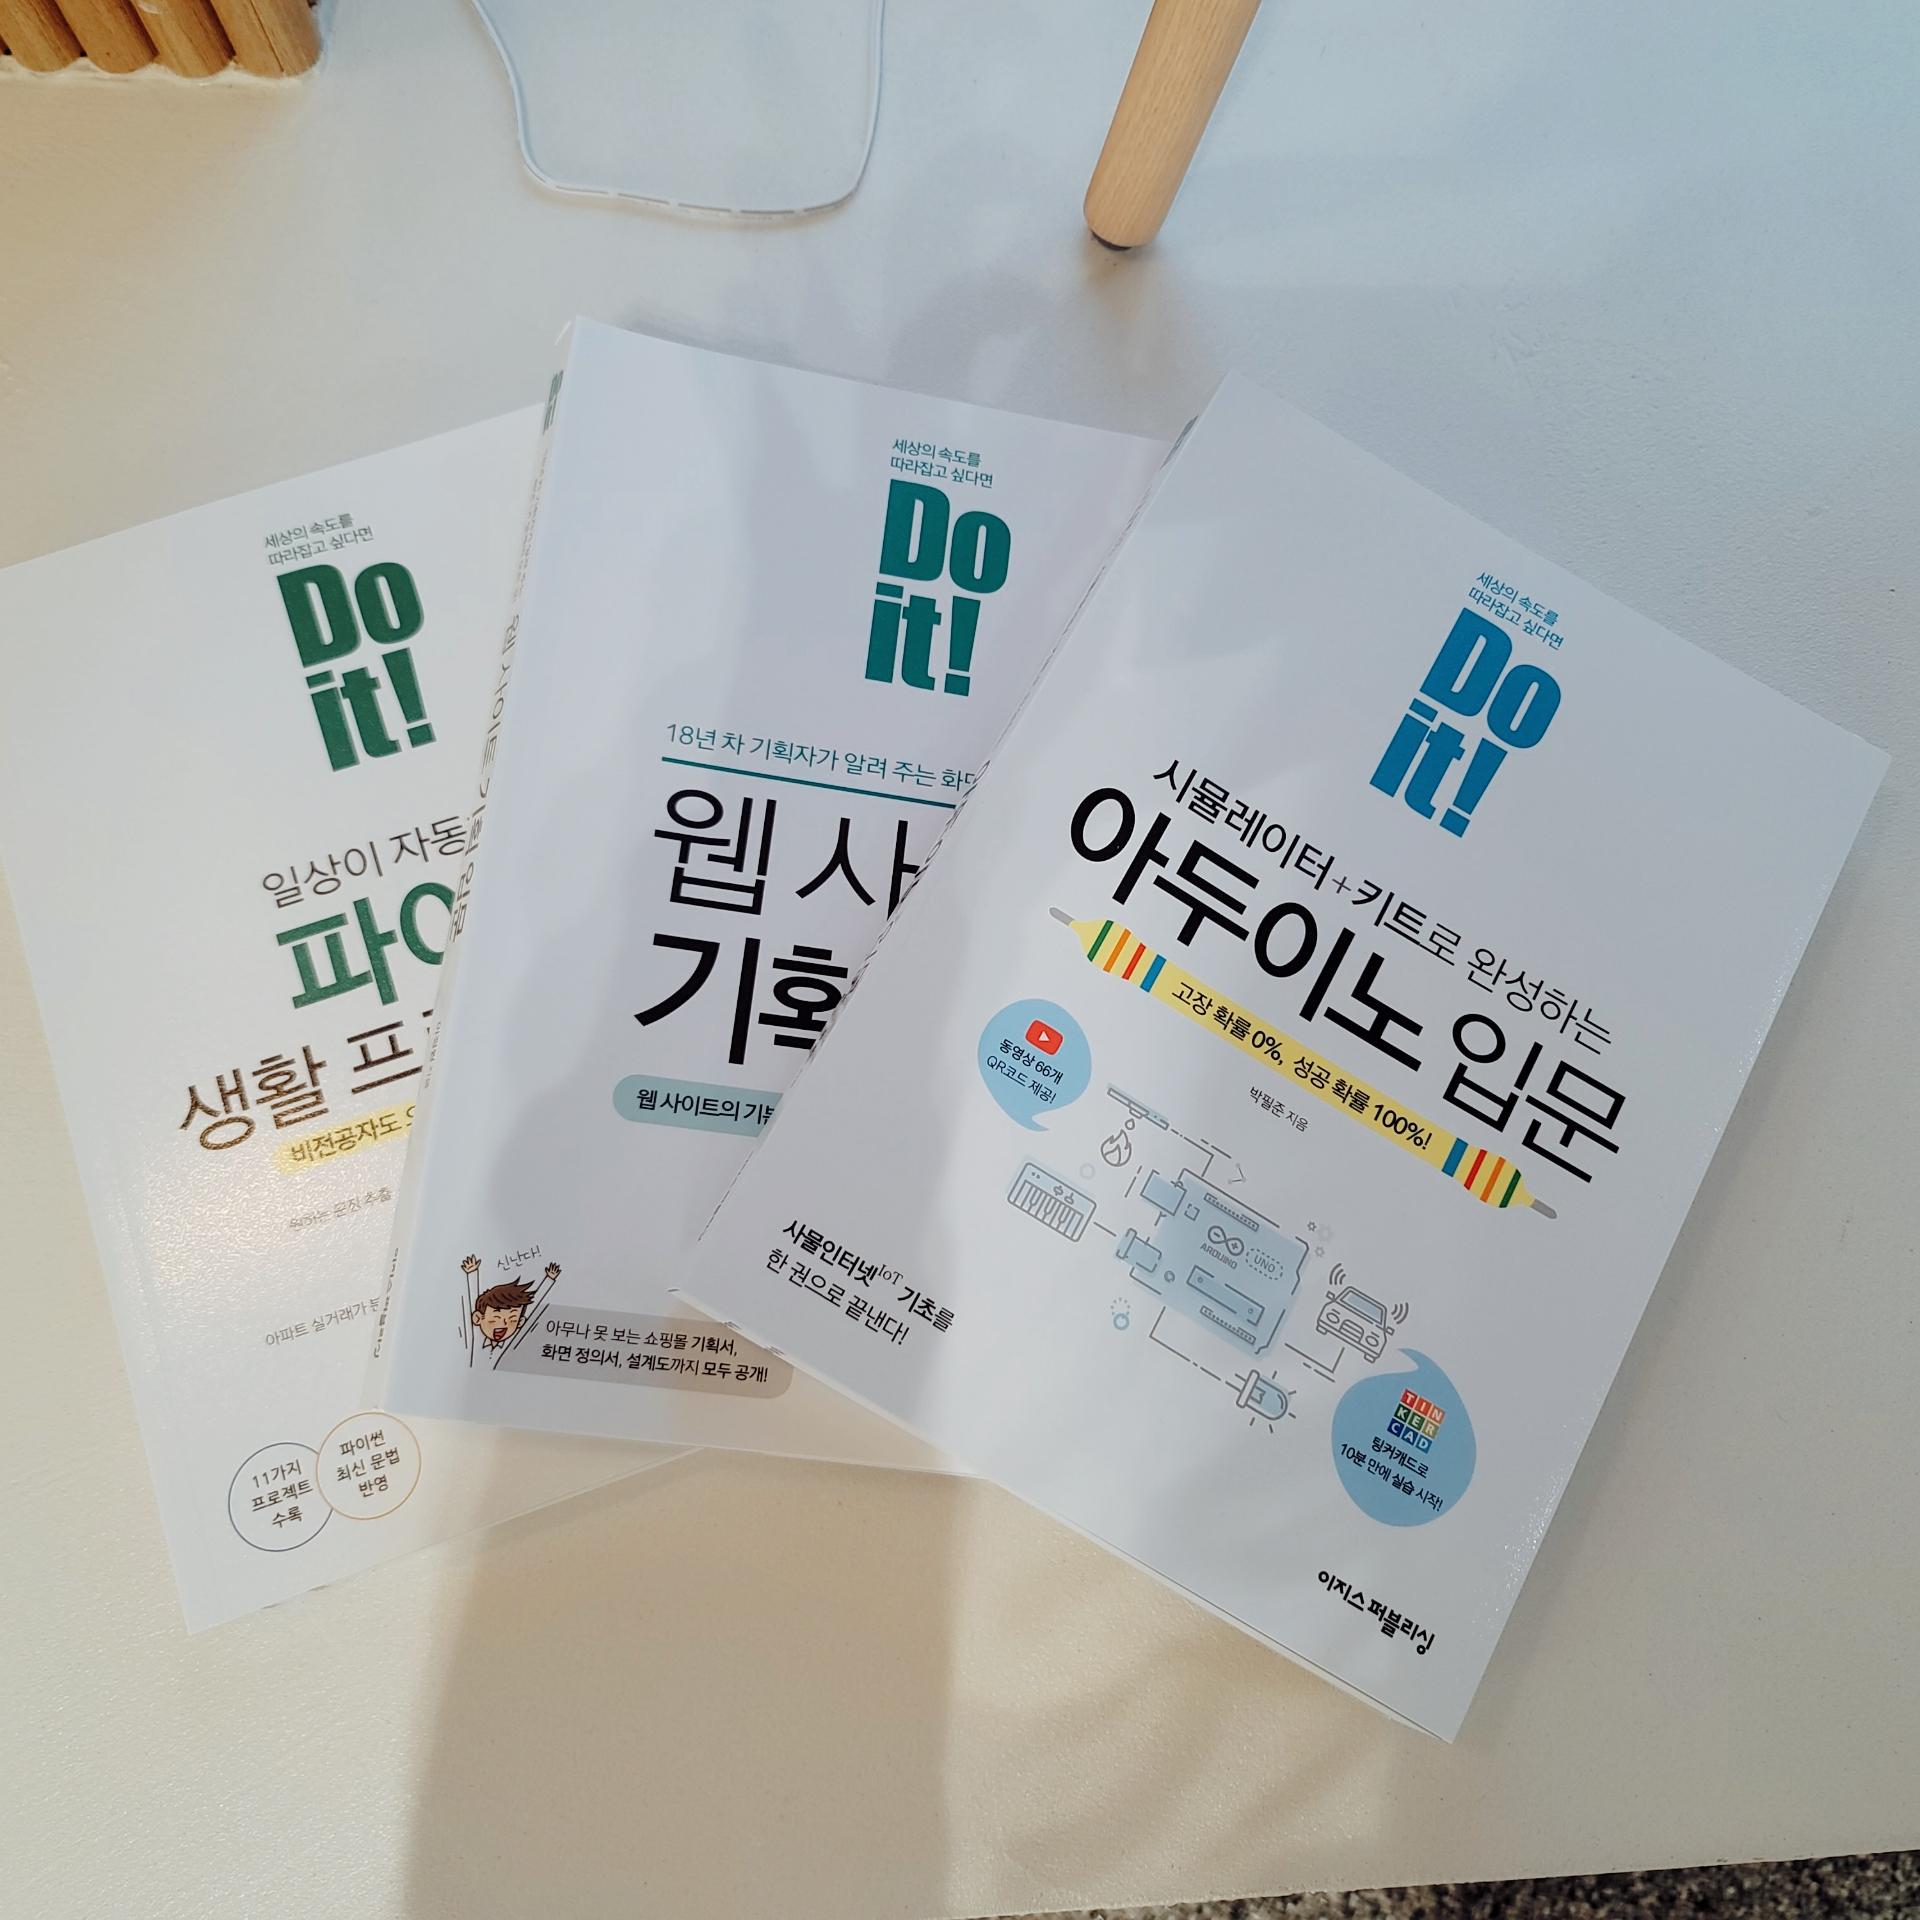 세상의 속도를
따라잡고 싶다면
Do
it!
일상이 자동
파이
생활 프
비전공자도
원하는 문장 추출
아파트 실거래가
11가지
프로젝트
수록
파이썬
최신 문법
반영
세상의 속도를
따라잡고 싶다면
Do
it!
18년 차 기획자가 알려 주는 화면
웹 사
기획
웹 사이트의 기본
신난다!
아무나 못 보는 쇼핑몰 기획서,
화면 정의서, 설계도까지 모두 공개!
세상의 속도를
따라잡고 싶다면
Do
it!
시뮬레이터+키트로 완성하는
아두이노 입문
고장 확률 0%, 성공 확률 100%!
박필준 지음
동영상 66개
QR코드 제공!
ARDUINO
UNO
사물인터넷IoT 기초를
한 권으로 끝낸다!
TIN
KER
CAD
팅커캐드로
10분 만에 실습 시작!
이지스퍼블리싱